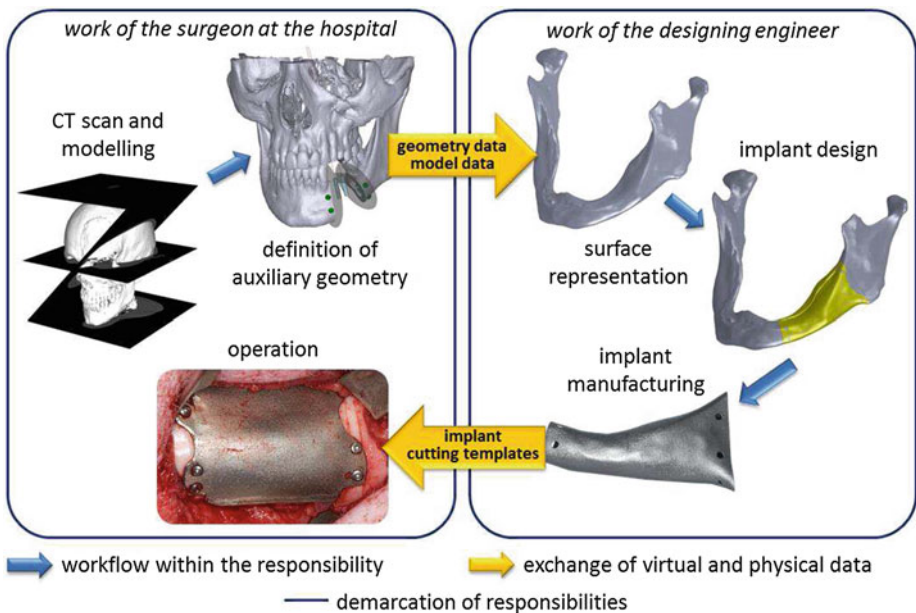 work of the surgeon at the hospital
CT scan and
modelling
definition of
auxiliary geometry
geometry data
model data
work of the designing engineer
implant design
surface
representation
implant
manufacturing
implant
cutting templates
operation
workflow within the responsibility
exchange of virtual and physical data
demarcation of responsibilities